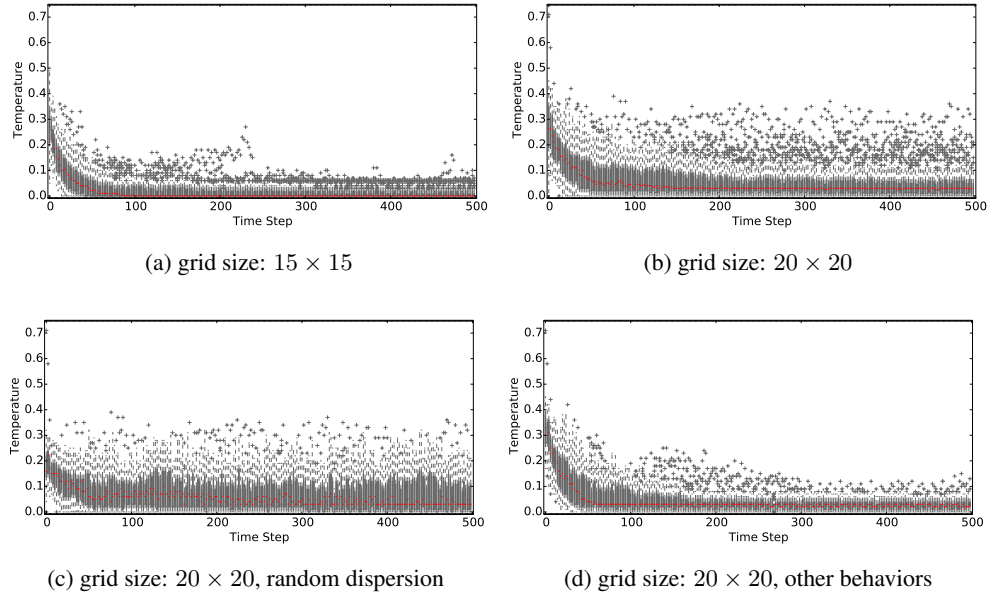 0.7
0.6
0.5
0.4
0.3
0.2
0.1
0.0
Temperature
0 100 200 300 400 500
Time Step
(a) grid size: 15 × 15
0.7
0.6
0.5
0.4
0.3
0.2
0.1
0.0
Temperature
0 100 200 300 400 500
Time Step
(b) grid size: 20 × 20
0.7
0.6
0.5
0.4
0.3
0.2
0.1
0.0
Temperature
0 100 200 300 400 500
Time Step
(c) grid size: 20 × 20, random dispersion
0.7
0.6
0.5
0.4
0.3
0.2
0.1
0.0
Temperature
0 100 200 300 400 500
Time Step
(d) grid size: 20 × 20, other behaviors